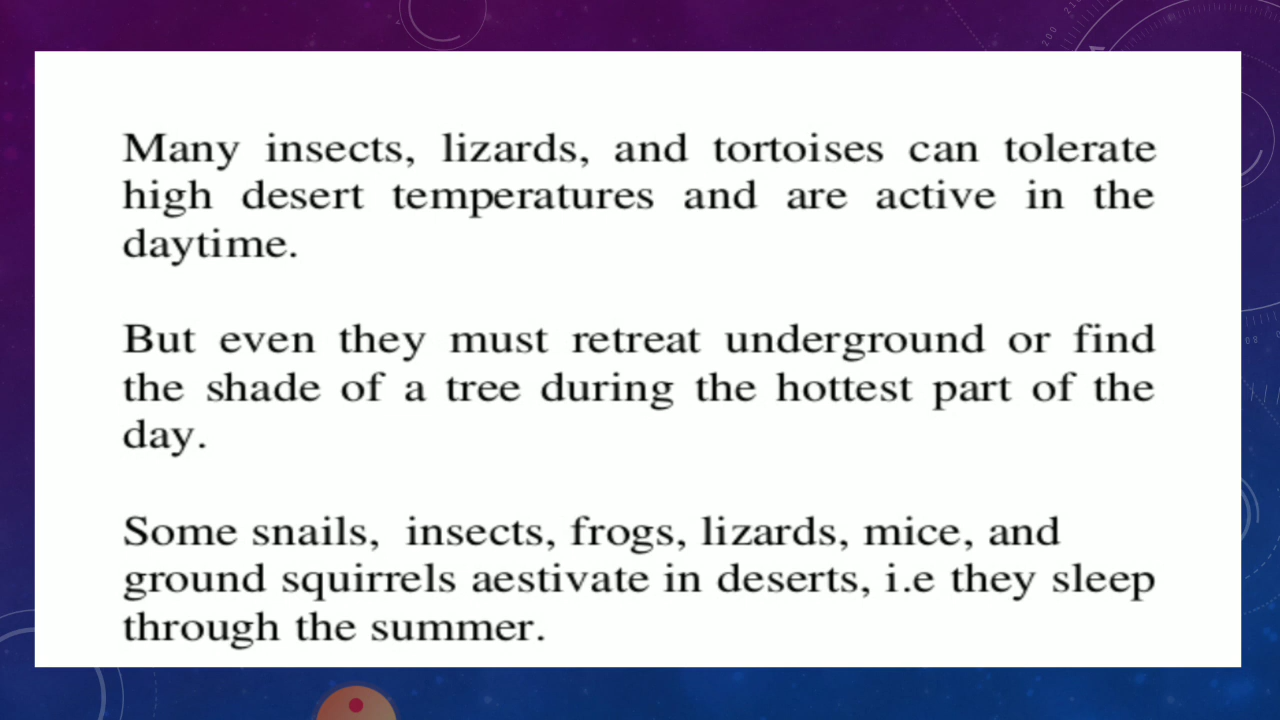 Many insects, lizards, and tortoises can tolerate
high desert temperatures and are active in the
daytime.
But even they must retreat underground or find
the shade of a tree during the hottest part of the
day.
Some snails, insects, frogs, lizards, mice, and
ground squirrels aestivate in deserts, i.e they sleep
through the summer.
200